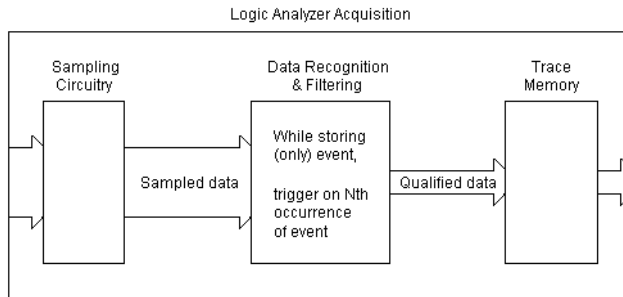 Logic Analyzer Acquisition
Sampling
Circuitry
Data Recognition
& Filtering
Trace
Memory
While storing
(only) event,
trigger on Nth
occurrence
of event
Sampled data
Qualified data